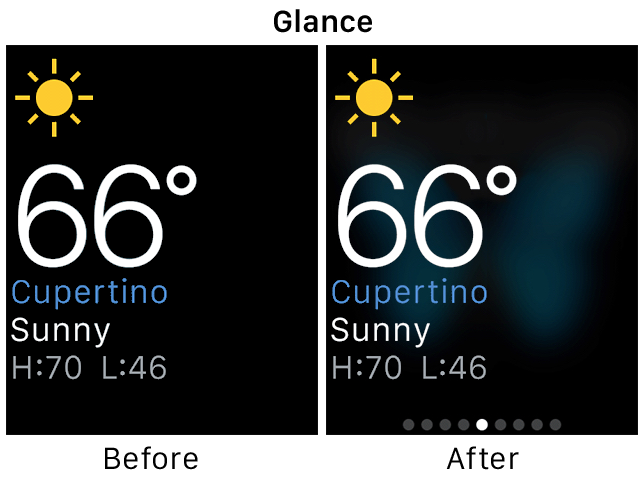 Glance
66°
Cupertino
Sunny
H:70 L:46
66°
Cupertino
Sunny
H:70 L:46
Before
After